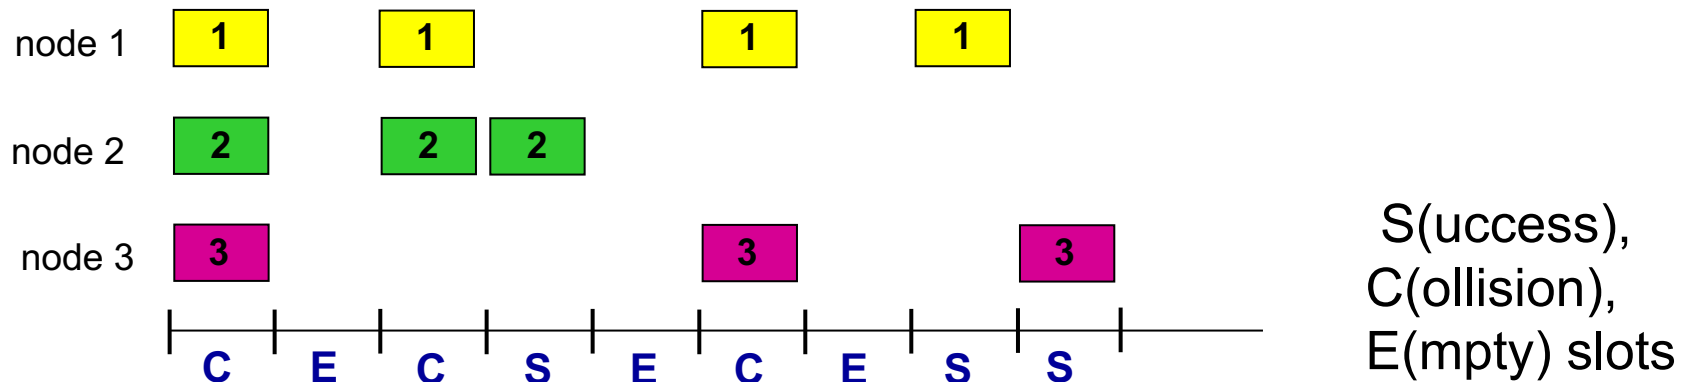 node 1 1 1 1 1
node 2 2 2 2
node 3 3 3 3
C E C S E C E S S
S(uccess),
C(ollision),
E(mpty) slots